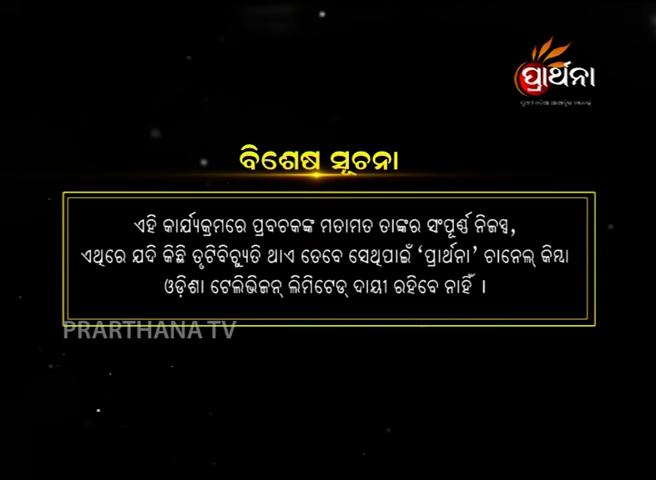 ପ୍ରାର୍ଥନା
ବିଶେଷ ସୂଚନା
ଏହି କାର୍ଯ୍ୟକ୍ରମରେ ପ୍ରବଚକଙ୍କ ମତାମତ ତାଙ୍କର ସଂପୂର୍ଣ୍ଣ ନିଜସ୍ୱ,
ଏଥିରେ ଯଦି କିଛି ତୃଟିବିଚ୍ୟୁତି ଥାଏ ତେବେ ସେଥିପାଇଁ ‘ପ୍ରାର୍ଥନା’ ଚାନେଲ୍ କିମ୍ବା
ଓଡ଼ିଶା ଟେଲିଭିଜନ୍ ଲିମିଟେଡ୍ ଦାୟୀ ରହିବେ ନାହିଁ ।
PRARTHANA TV